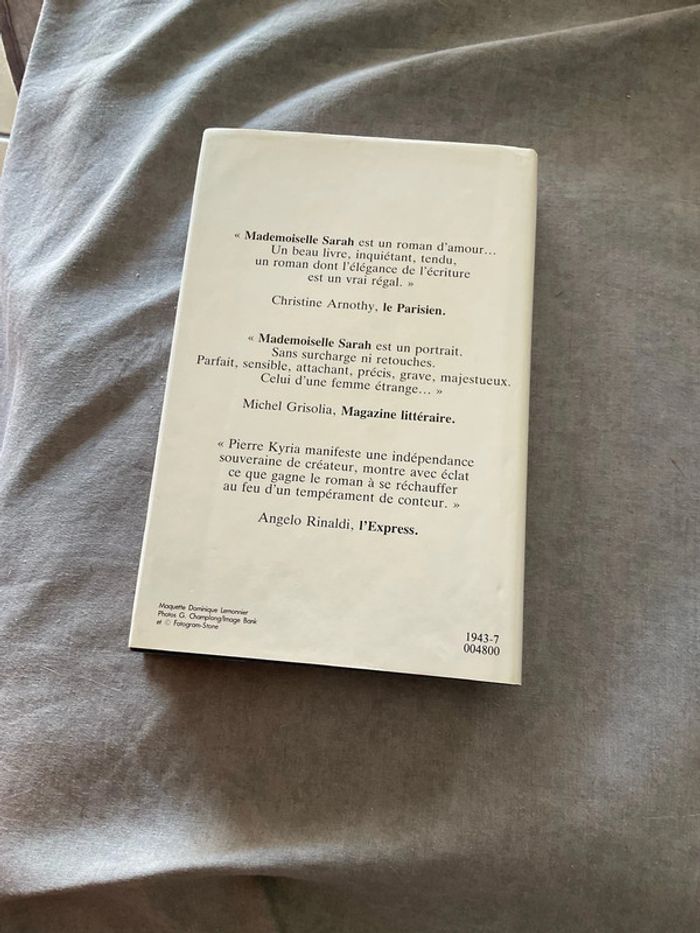 « Mademoiselle Sarah est un roman d'amour...
Un beau livre, inquiétant, tendu,
un roman dont l'élégance de l'écriture
est un vrai régal. »
Christine Arnothy, le Parisien.
« Mademoiselle Sarah est un portrait.
Sans surcharge ni retouches.
Parfait, sensible, attachant, précis, grave, majestueux.
Celui d'une femme étrange... »
Michel Grisolia, Magazine littéraire.
« Pierre Kyria manifeste une indépendance
souveraine de créateur, montre avec éclat
ce que gagne le roman à se réchauffer
au feu d'un tempérament de conteur. »
Angelo Rinaldi, l'Express.
Maquette Dominique Lemonnier
Photos G. Champlong/Image Bank
et © Fotogram-Stone
1943-7
004800